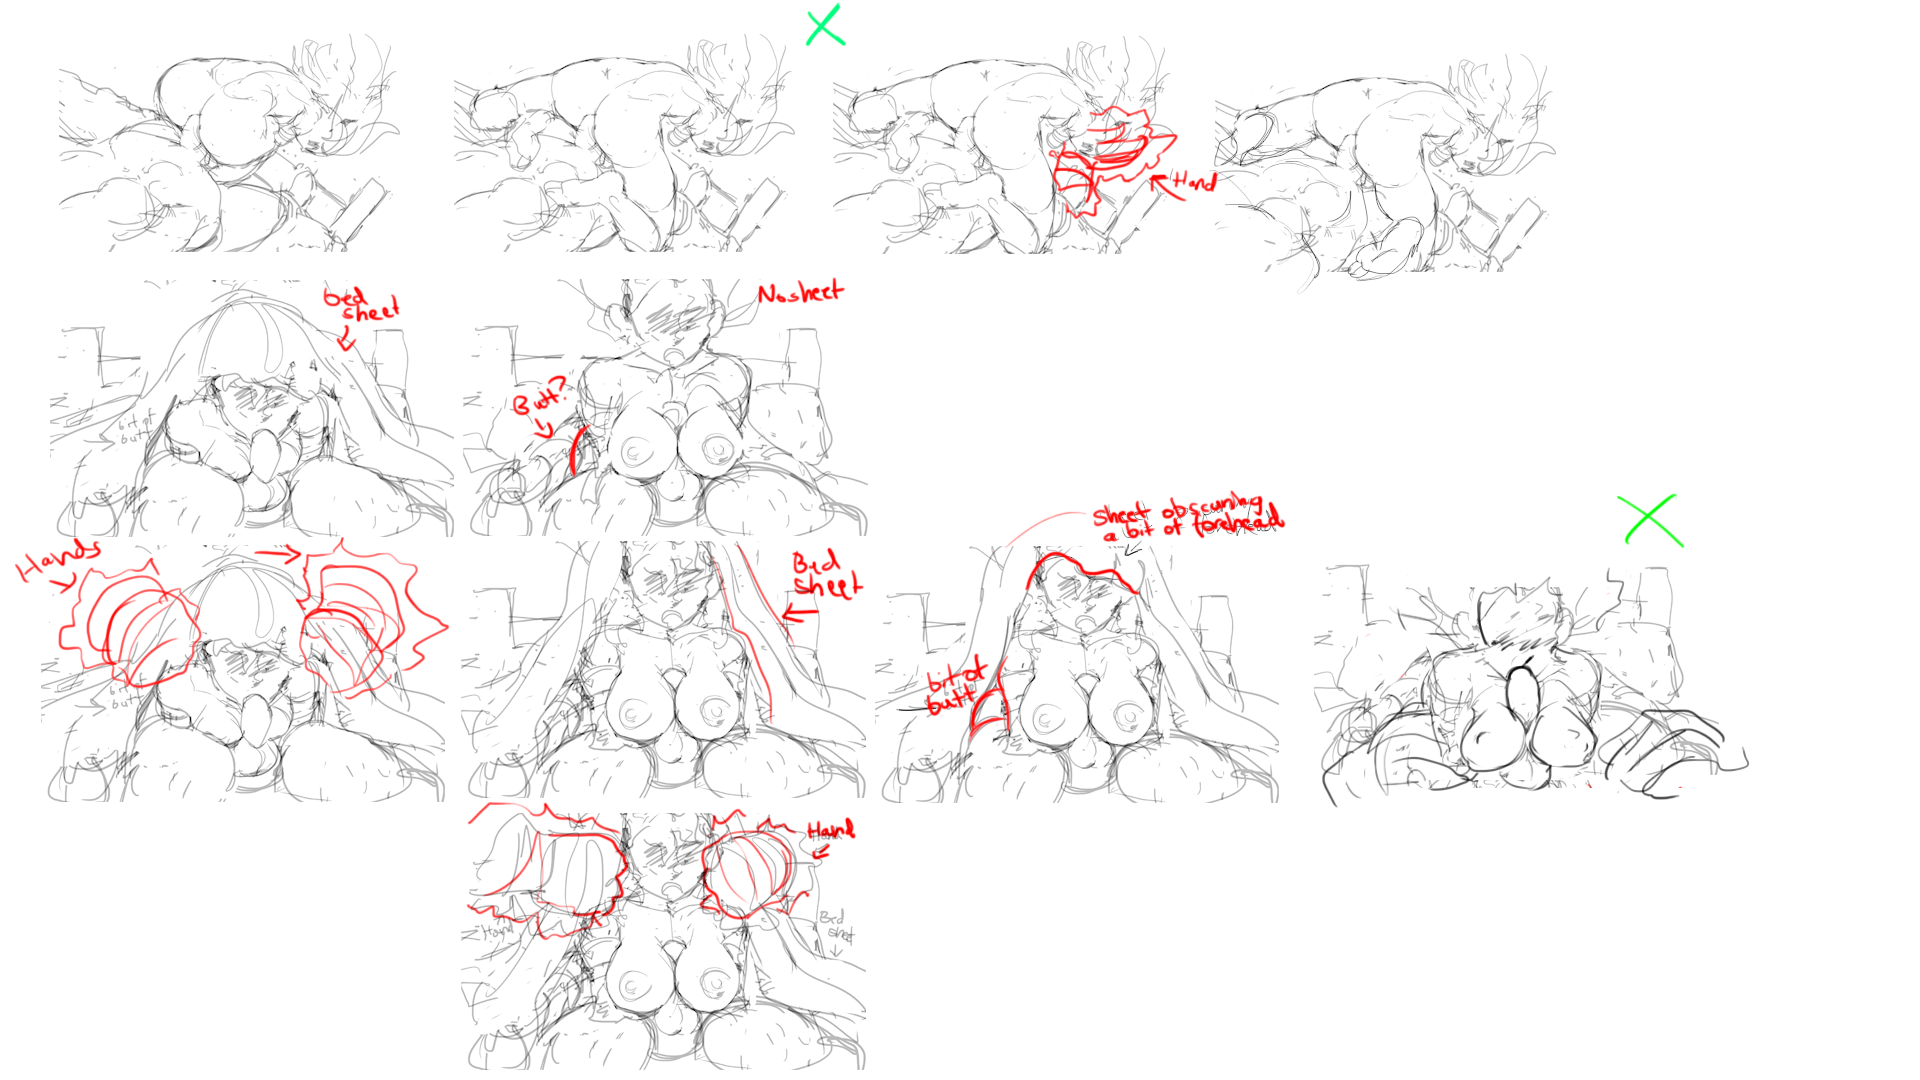 Hand
bed
sheet
No sheet
Butt?
bit of
butt
sheet obscuring
a bit of forehead
Hands
Bed
sheet
bit of
butt
bit of
butt
Hand
Hand
Bed
sheet